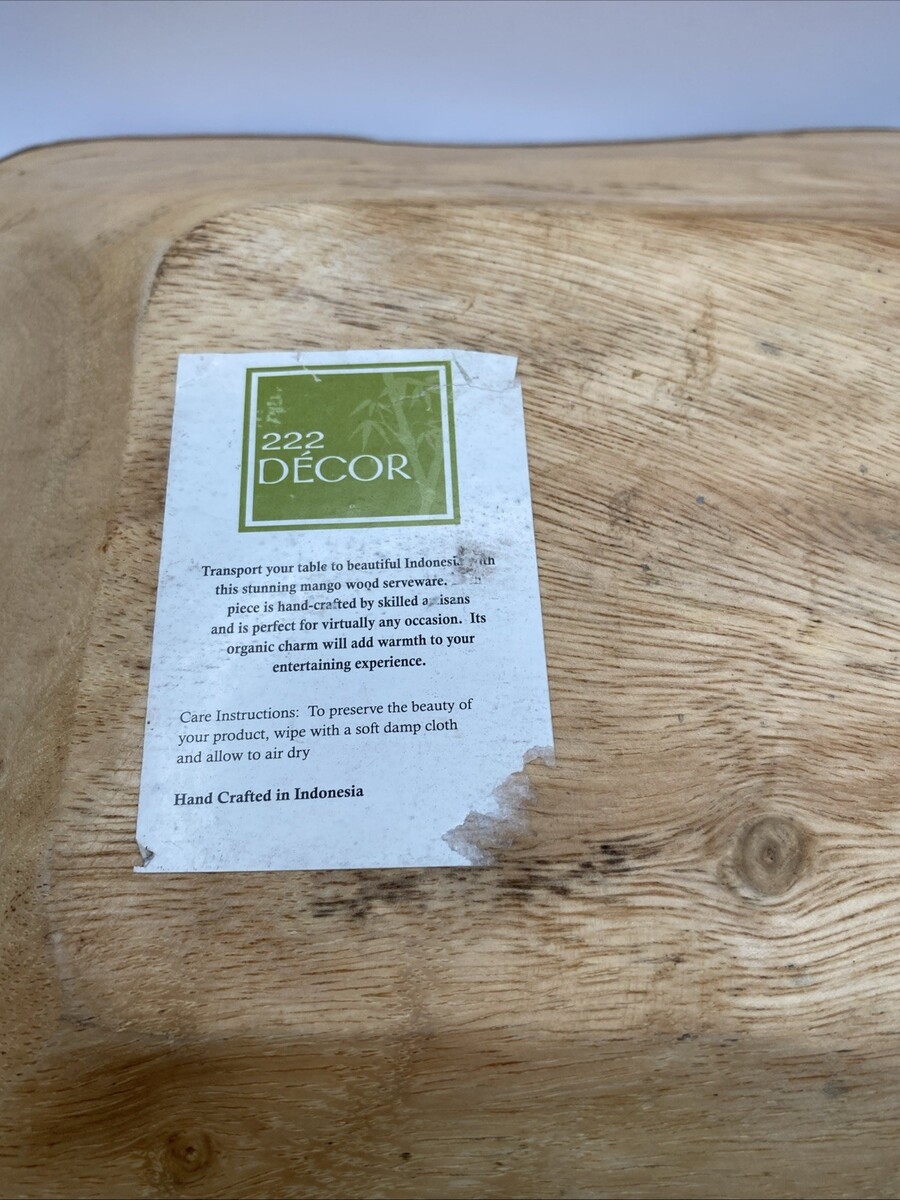 222
DÉCOR
Transport your table to beautiful Indonesia
this stunning mango wood serveware.
piece is hand-crafted by skilled
and is perfect for virtually any occasion. Its
organic charm will add warmth to your
entertaining experience.
Care Instructions: To preserve the beauty of
your product, wipe with a soft damp cloth
and allow to air dry
Hand Crafted in Indonesia